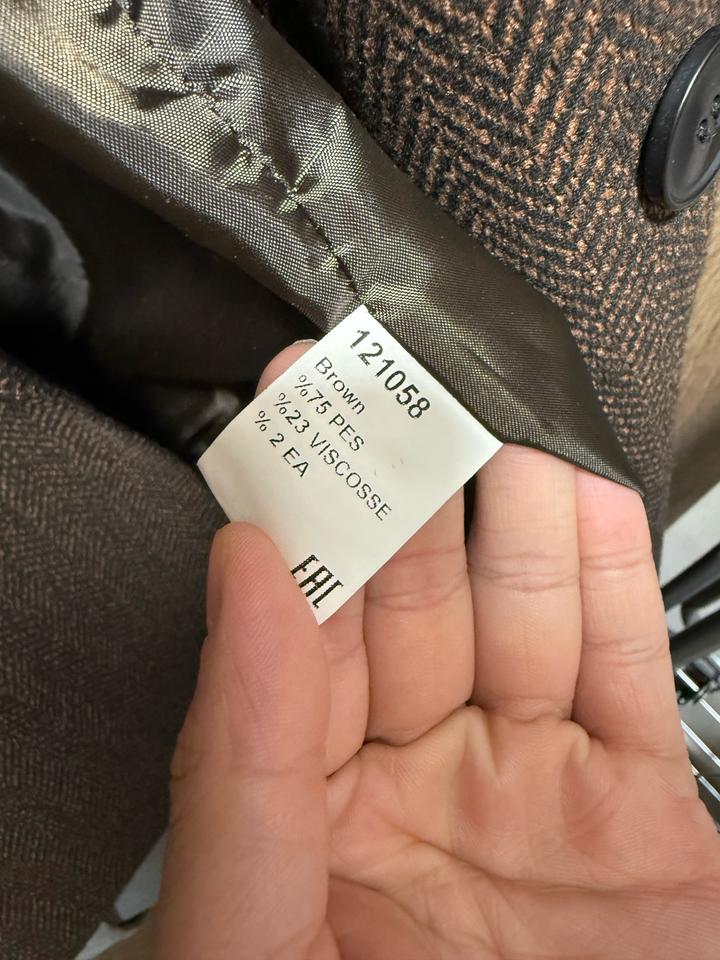 121058
Brown
%75 PES
%23 VISCOSSE
% 2 EA
EAC